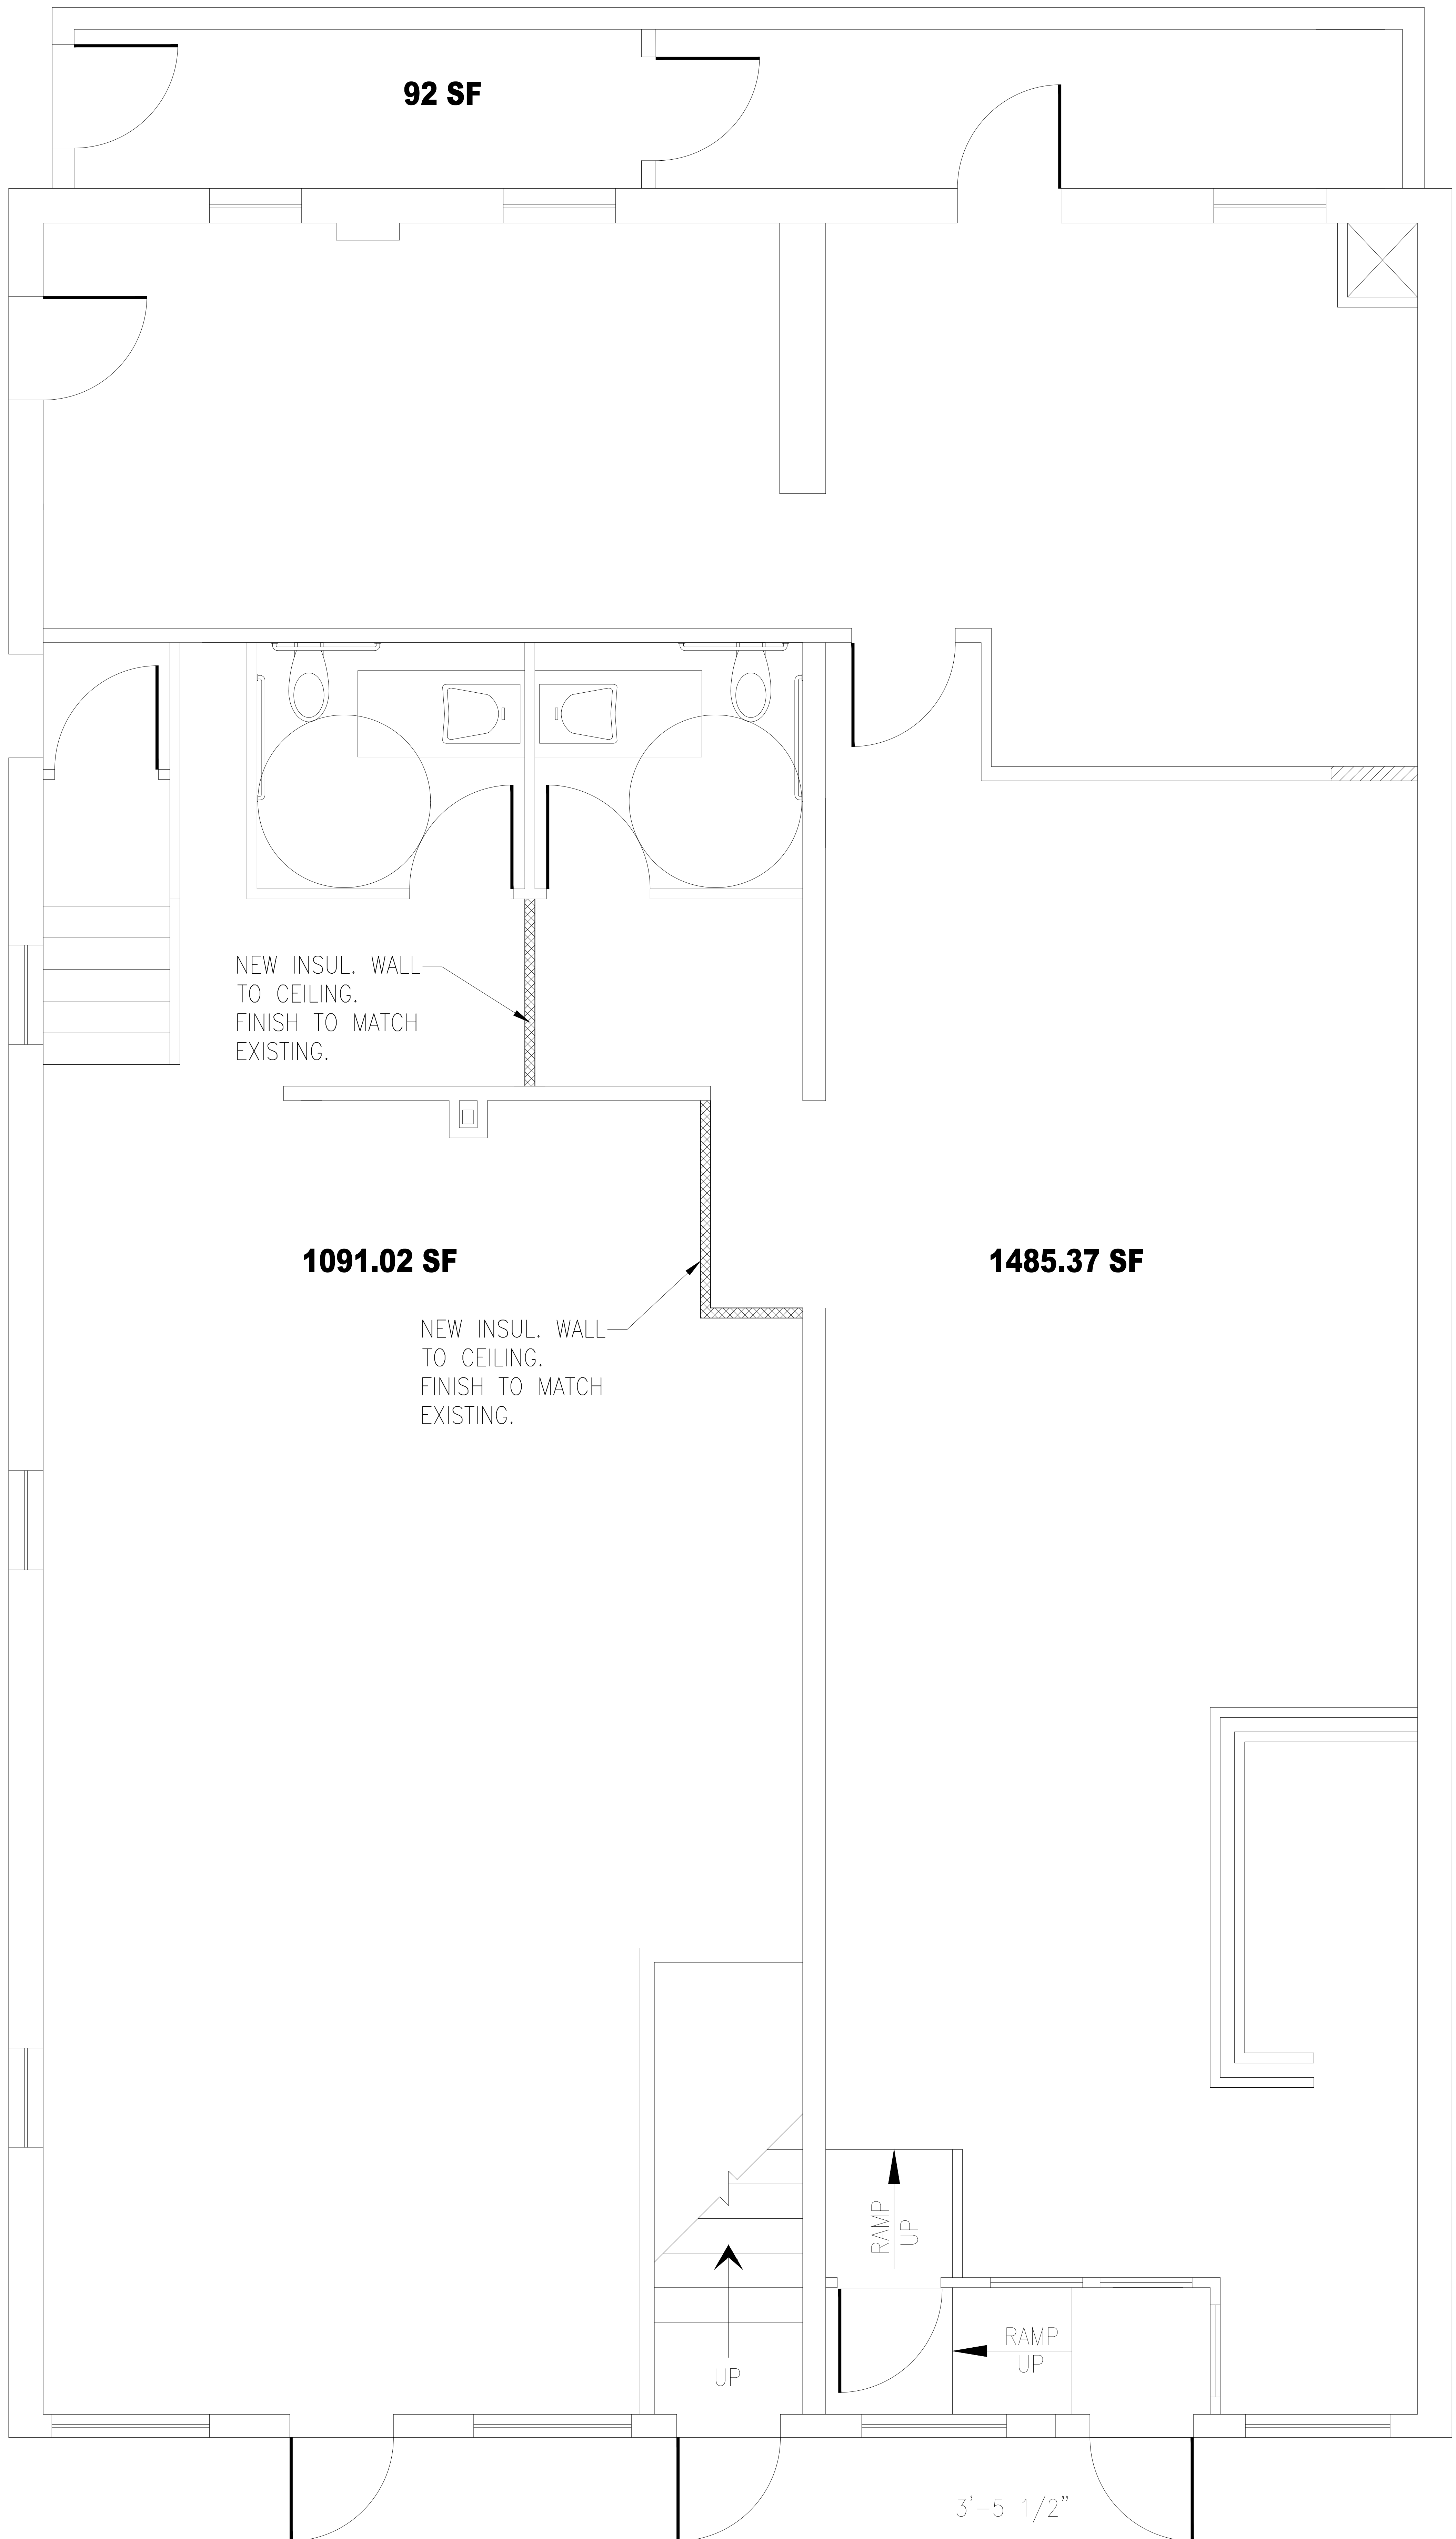 92 SF
NEW INSUL. WALL
TO CEILING.
FINISH TO MATCH
EXISTING.
1091.02 SF
1485.37 SF
NEW INSUL. WALL
TO CEILING.
FINISH TO MATCH
EXISTING.
RAMP
UP
RAMP
UP
UP
3'-5 1/2"